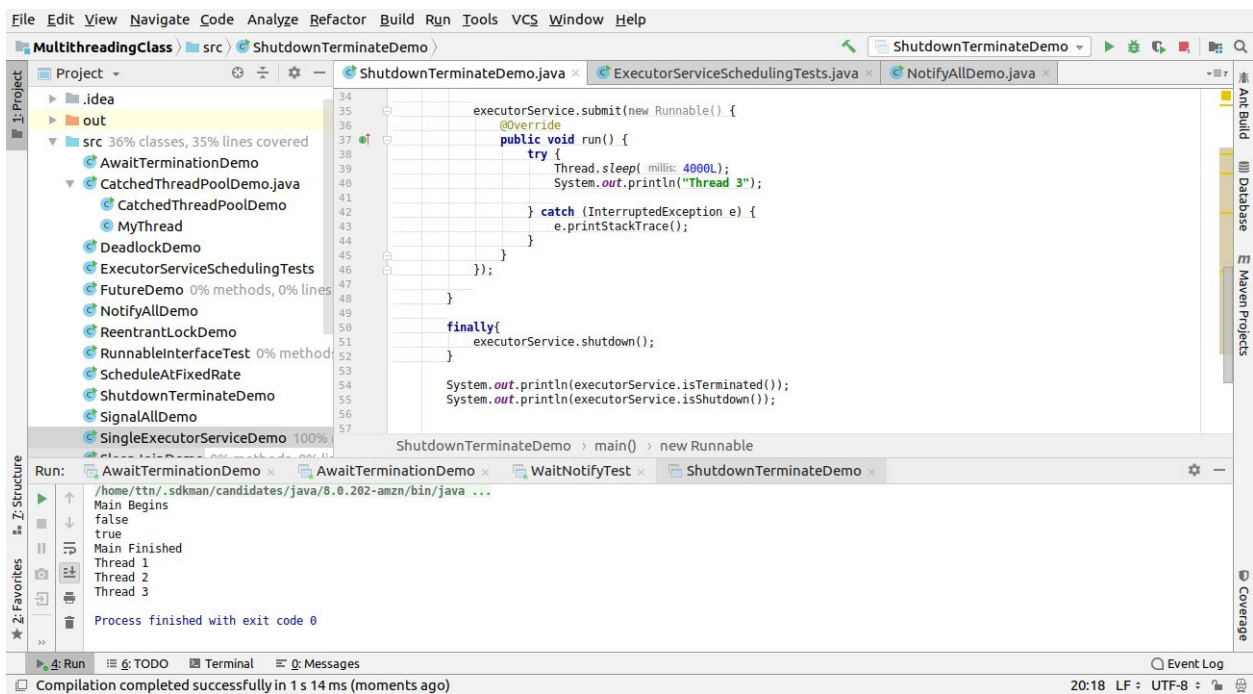 File Edit View Navigate Code Analyze Refactor Build Run Tools VCS Window Help
MultithreadingClass src ShutdownTerminateDemo ShutdownTerminateDemo
1: Project
Project
ShutdownTerminateDemo.java × ExecutorServiceSchedulingTests.java × NotifyAllDemo.java ×
.idea
out
src 36% classes, 35% lines covered
AwaitTerminationDemo
CatchedThreadPoolDemo.java
CatchedThreadPoolDemo
MyThread
DeadlockDemo
ExecutorServiceSchedulingTests
FutureDemo 0% methods, 0% lines
NotifyAllDemo
ReentrantLockDemo
RunnableInterfaceTest 0% method
ScheduleAtFixedRate
ShutdownTerminateDemo
SignalAllDemo
SingleExecutorServiceDemo 100%
34
35 executorService.submit(new Runnable() {
36 @Override
37 public void run() {
38 try {
39 Thread.sleep( millis: 4000L);
40 System.out.println("Thread 3");
41
42 } catch (InterruptedException e) {
43 e.printStackTrace();
44 }
45 }
46 });
47
48 }
49
50 finally{
51 executorService.shutdown();
52 }
53
54 System.out.println(executorService.isTerminated());
55 System.out.println(executorService.isShutdown());
56
57
ShutdownTerminateDemo › main() › new Runnable
Ant Build
Database
Maven Projects
Coverage
7: Structure
2: Favorites
Run: AwaitTerminationDemo × AwaitTerminationDemo × WaitNotifyTest × ShutdownTerminateDemo ×
/home/ttn/.sdkman/candidates/java/8.0.202-amzn/bin/java ...
Main Begins
false
true
Main Finished
Thread 1
Thread 2
Thread 3
Process finished with exit code 0
4: Run 6: TODO Terminal 0: Messages Event Log
Compilation completed successfully in 1 s 14 ms (moments ago) 20:18 LF UTF-8